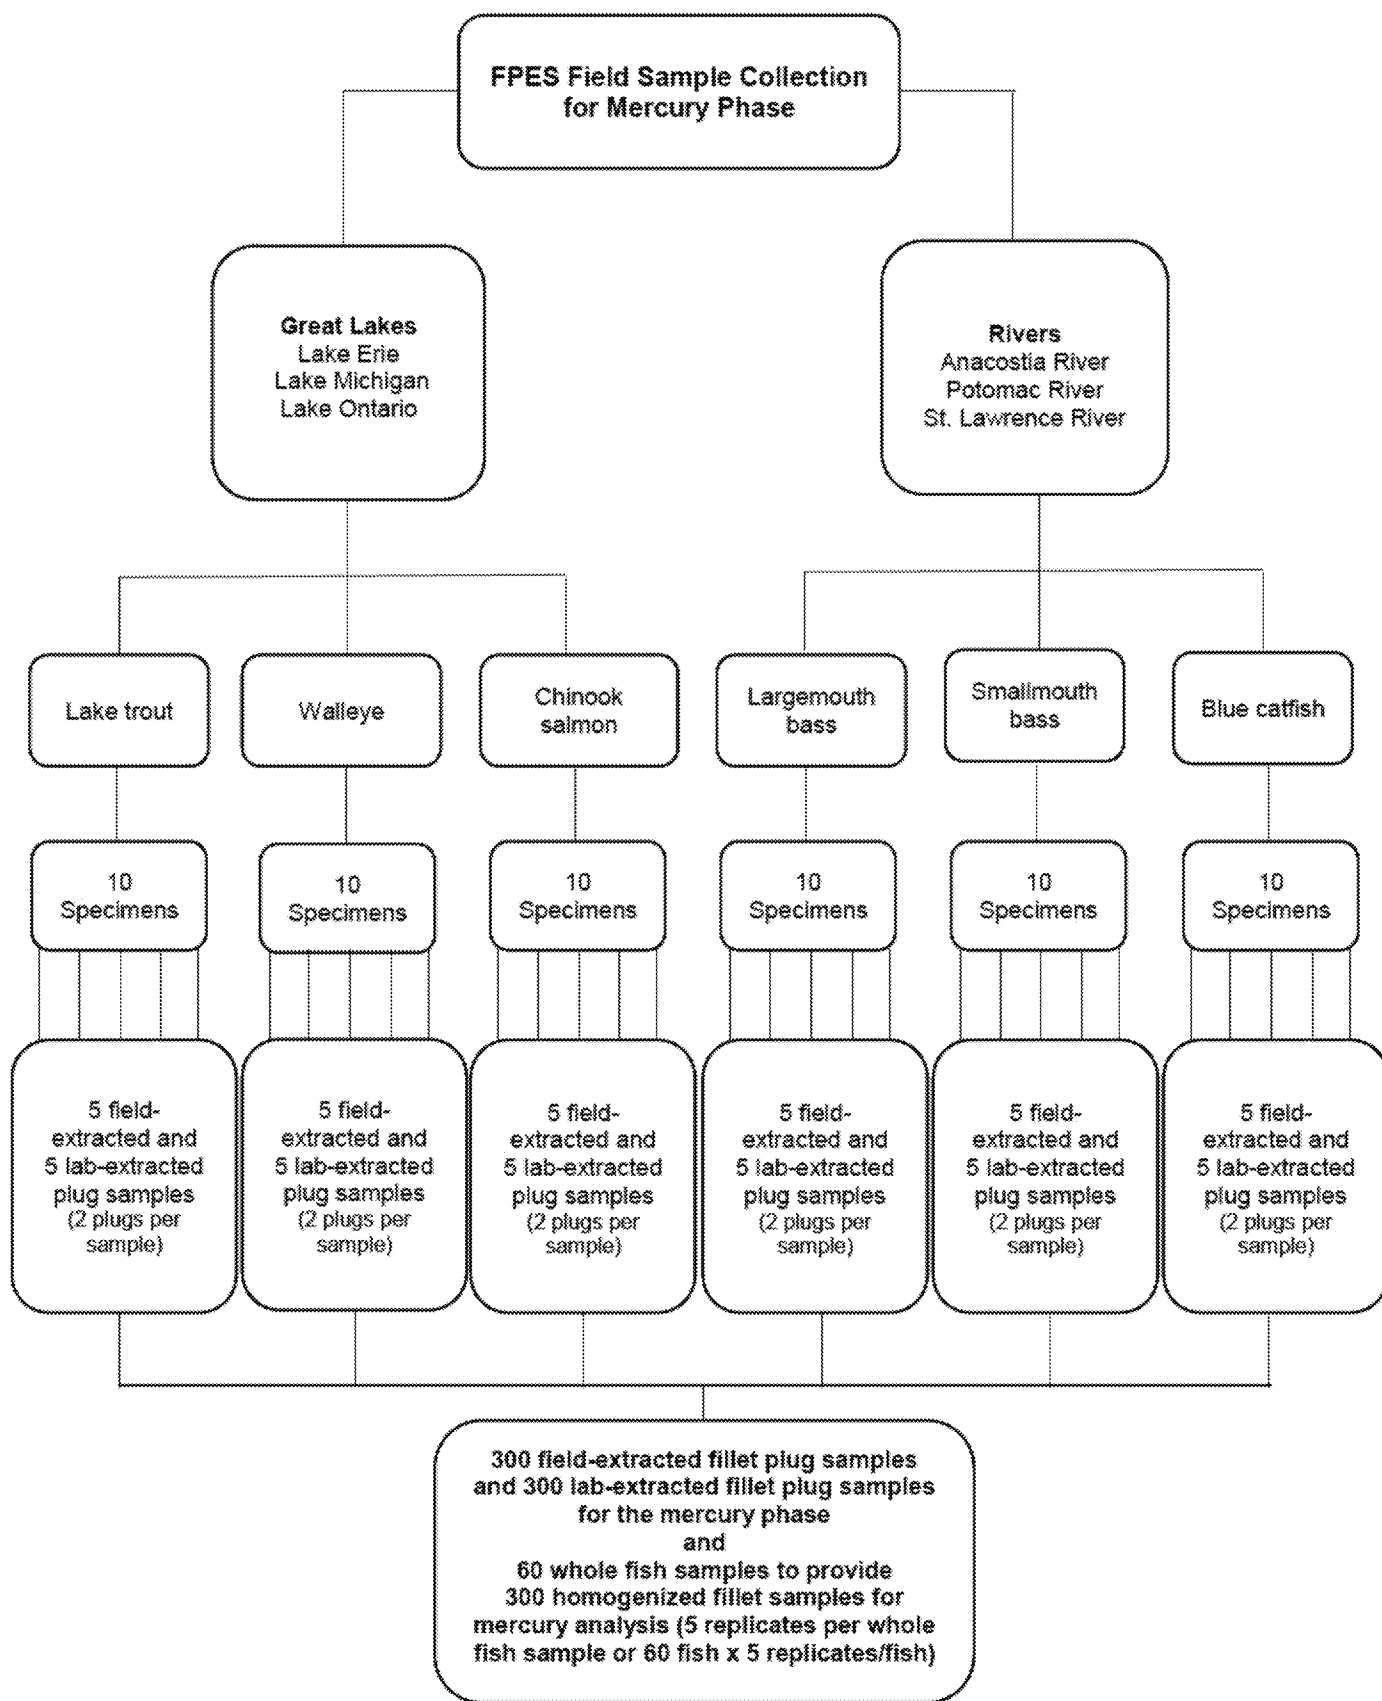 FPES Field Sample Collection
for Mercury Phase
Great Lakes
Lake Erie
Lake Michigan
Lake Ontario
Rivers
Anacostia River
Potomac River
St. Lawrence River
Lake trout
Walleye
Chinook
salmon
Largemouth
bass
Smallmouth
bass
Blue catfish
10
Specimens
10
Specimens
10
Specimens
10
Specimens
10
Specimens
10
Specimens
5 field-
extracted and
5 lab-extracted
plug samples
(2 plugs per
sample)
5 field-
extracted and
5 lab-extracted
plug samples
(2 plugs per
sample)
5 field-
extracted and
5 lab-extracted
plug samples
(2 plugs per
sample)
5 field-
extracted and
5 lab-extracted
plug samples
(2 plugs per
sample)
5 field-
extracted and
5 lab-extracted
plug samples
(2 plugs per
sample)
5 field-
extracted and
5 lab-extracted
plug samples
(2 plugs per
sample)
300 field-extracted fillet plug samples
and 300 lab-extracted fillet plug samples
for the mercury phase
and
60 whole fish samples to provide
300 homogenized fillet samples for
mercury analysis (5 replicates per whole
fish sample or 60 fish x 5 replicates/fish)